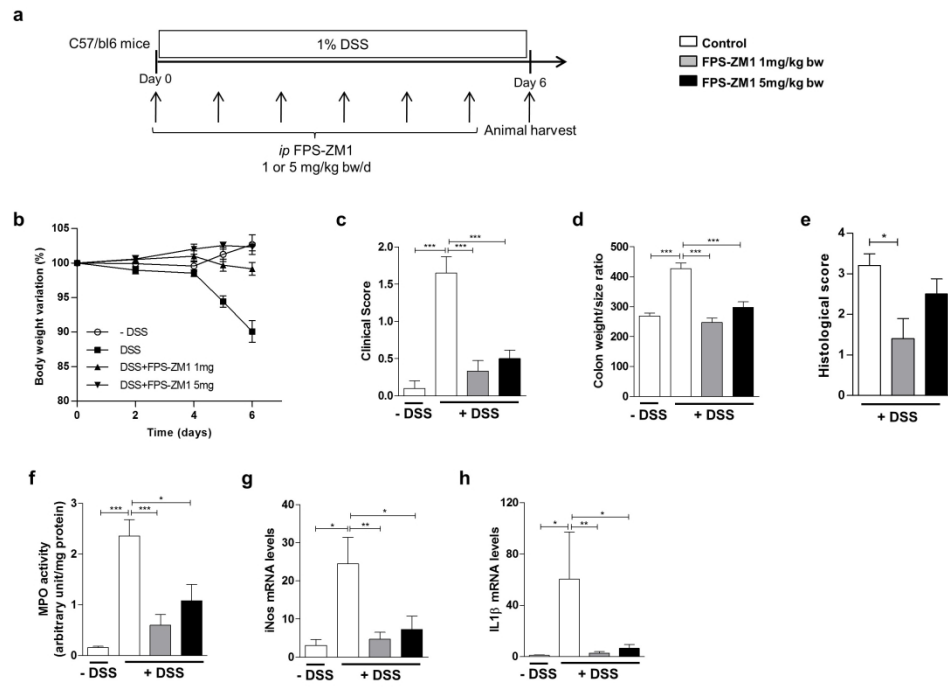 a
C57/bl6 mice
1% DSS
Day 0
Day 6
Animal harvest
ip FPS-ZM1
1 or 5 mg/kg bw/d
Control
FPS-ZM1 1mg/kg bw
FPS-ZM1 5mg/kg bw
b
Body weight variation (%)
105
100
95
90
85
80
- DSS
DSS
DSS+FPS-ZM1 1mg
DSS+FPS-ZM1 5mg
0 2 4 6
Time (days)
c
Clinical Score
2.0
1.5
1.0
0.5
0.0
***
*** ***
- DSS + DSS
d
Colon weight/size ratio
500
400
300
200
100
0
***
*** ***
- DSS + DSS
e
Histological score
4
3
2
1
0
*
+ DSS
f
MPO activity
(arbitrary unit/mg protein)
3
2
1
0
*
*** ***
- DSS + DSS
g
iNos mRNA levels
40
30
20
10
0
*
* **
- DSS + DSS
h
IL1β mRNA levels
120
80
40
0
*
* **
- DSS + DSS